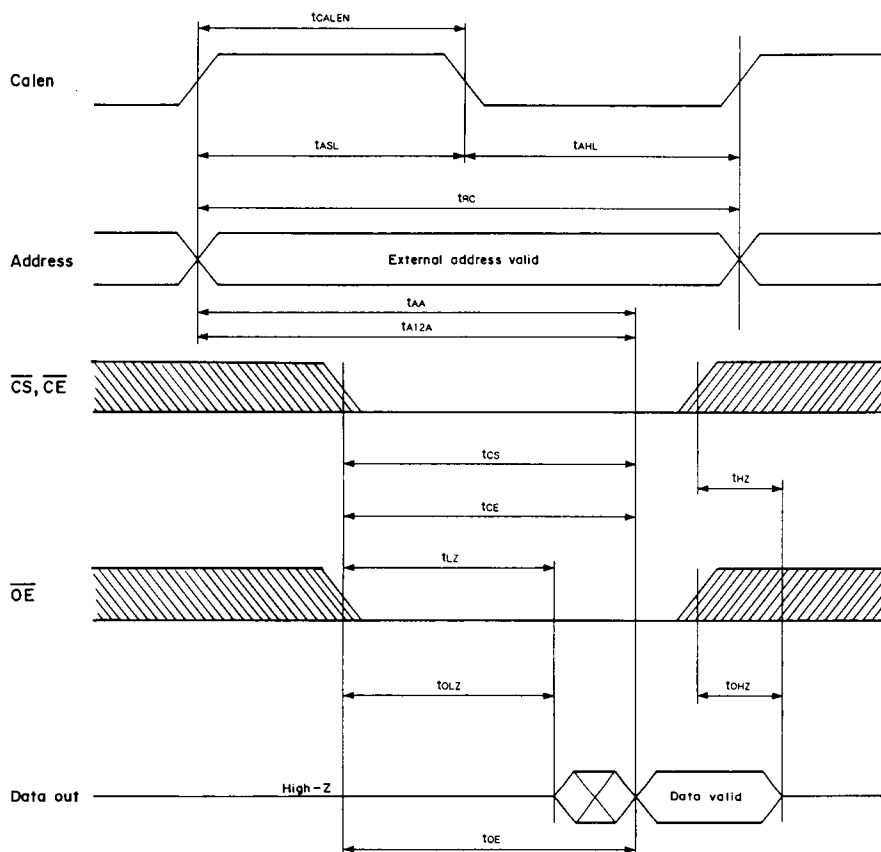 tCALEN
Calen
tASL
tAHL
tRC
Address
External address valid
tAA
tA12A
CS, CE
tCS
tHZ
tCE
tLZ
OE
tOLZ
tOHZ
High-Z
Data out
Data valid
tOE